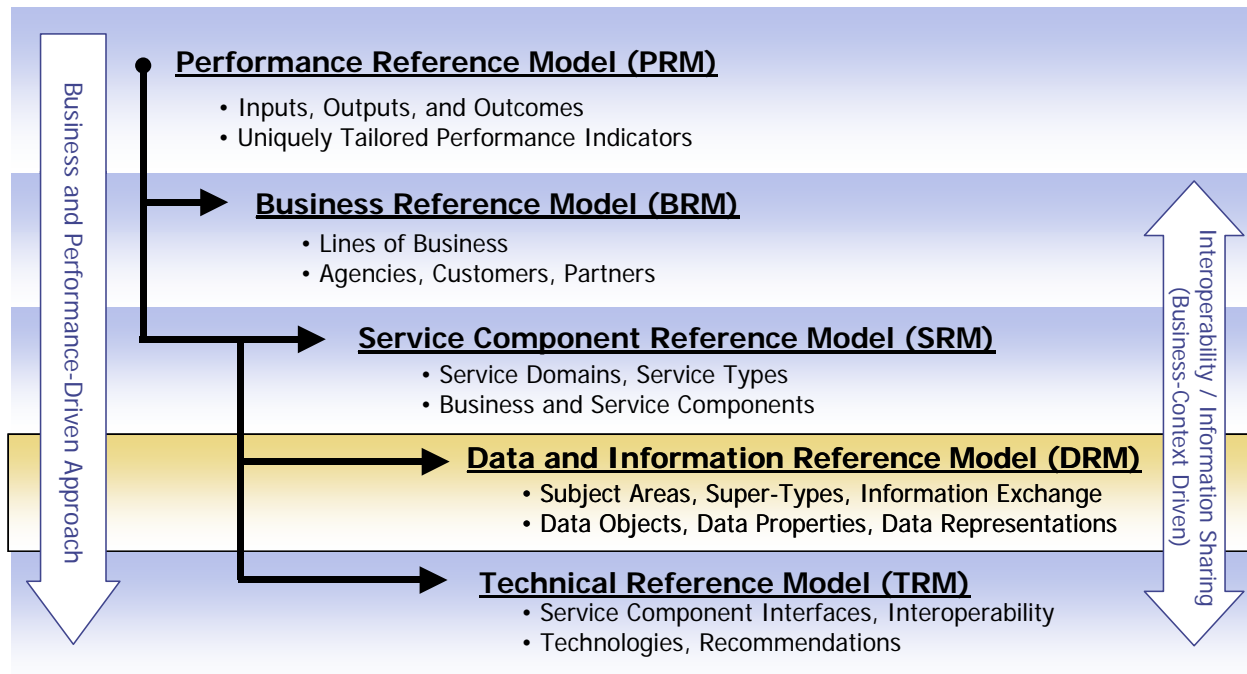 Business and Performance-Driven Approach
Performance Reference Model (PRM)
• Inputs, Outputs, and Outcomes
• Uniquely Tailored Performance Indicators
Business Reference Model (BRM)
• Lines of Business
• Agencies, Customers, Partners
Service Component Reference Model (SRM)
• Service Domains, Service Types
• Business and Service Components
Data and Information Reference Model (DRM)
• Subject Areas, Super-Types, Information Exchange
• Data Objects, Data Properties, Data Representations
Technical Reference Model (TRM)
• Service Component Interfaces, Interoperability
• Technologies, Recommendations
Interoperability / Information Sharing
(Business-Context Driven)